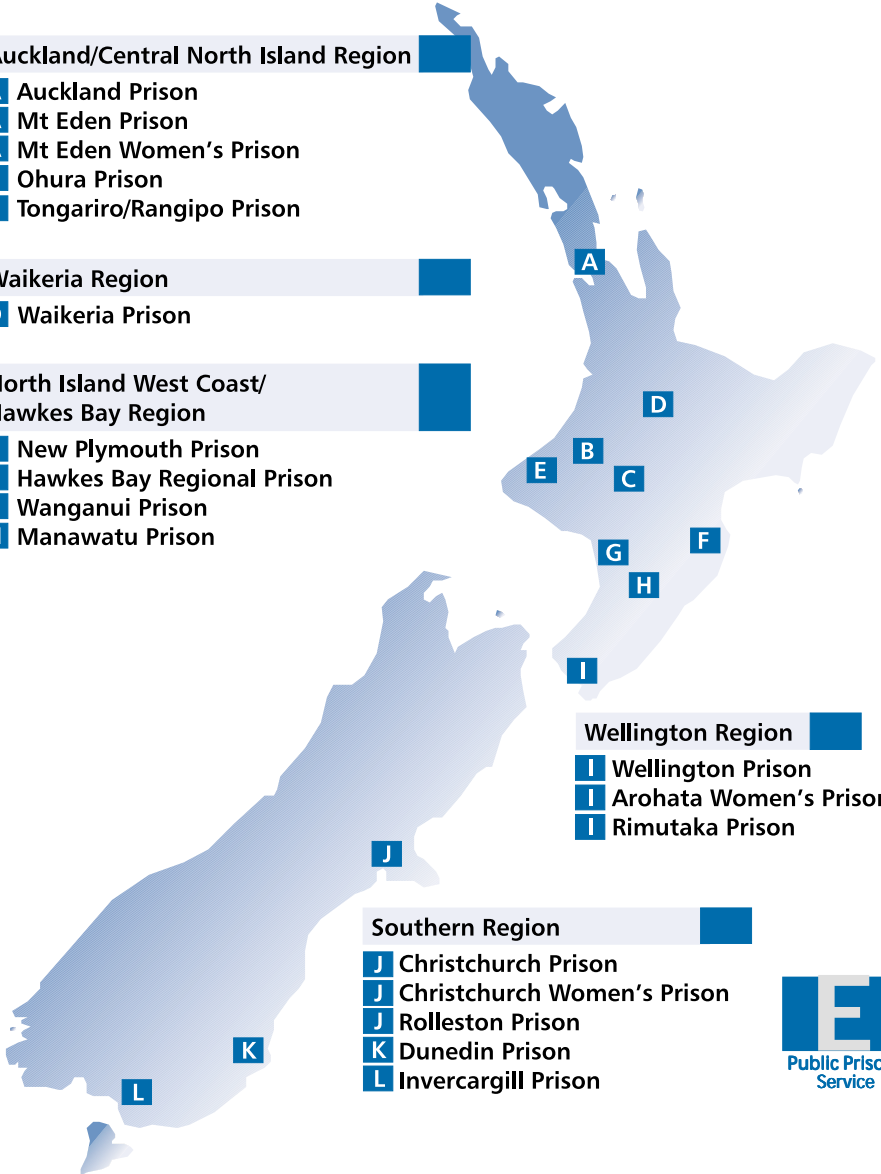 Auckland/Central North Island Region
Auckland Prison
Mt Eden Prison
Mt Eden Women's Prison
Ohura Prison
Tongariro/Rangipo Prison
Waikeria Region
D Waikeria Prison
North Island West Coast/
Hawkes Bay Region
New Plymouth Prison
Hawkes Bay Regional Prison
Wanganui Prison
H Manawatu Prison
A
D
B
E
C
F
G
H
I
Wellington Region
I Wellington Prison
I Arohata Women's Prison
I Rimutaka Prison
J
Southern Region
J Christchurch Prison
J Christchurch Women's Prison
J Rolleston Prison
K Dunedin Prison
L Invercargill Prison
K
L
E
Public Prison
Service